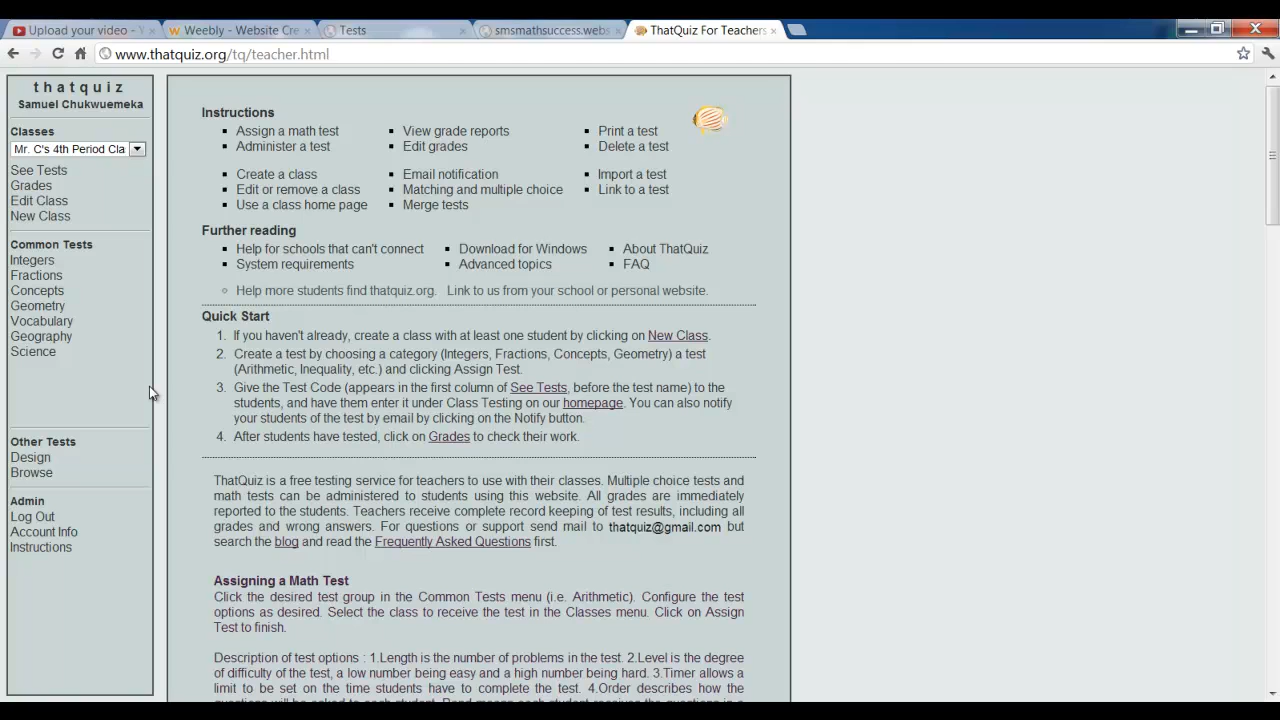 Upload your video - Y
Weebly - Website Cre
Tests
smsmathsuccess.webs
ThatQuiz For Teachers
www.thatquiz.org/tq/teacher.html
thatquiz
Samuel Chukwuemeka
Classes
Mr. C's 4th Period Cla
See Tests
Grades
Edit Class
New Class
Common Tests
Integers
Fractions
Concepts
Geometry
Vocabulary
Geography
Science
Other Tests
Design
Browse
Admin
Log Out
Account Info
Instructions
Instructions
Assign a math test
View grade reports
Print a test
Administer a test
Edit grades
Delete a test
Create a class
Email notification
Import a test
Edit or remove a class
Matching and multiple choice
Link to a test
Use a class home page
Merge tests
Further reading
Help for schools that can't connect
Download for Windows
About ThatQuiz
System requirements
Advanced topics
FAQ
Help more students find thatquiz.org. Link to us from your school or personal website.
Quick Start
1. If you haven't already, create a class with at least one student by clicking on New Class.
2. Create a test by choosing a category (Integers, Fractions, Concepts, Geometry) a test
(Arithmetic, Inequality, etc.) and clicking Assign Test.
3. Give the Test Code (appears in the first column of See Tests, before the test name) to the
students, and have them enter it under Class Testing on our homepage. You can also notify
your students of the test by email by clicking on the Notify button.
4. After students have tested, click on Grades to check their work.
ThatQuiz is a free testing service for teachers to use with their classes. Multiple choice tests and
math tests can be administered to students using this website. All grades are immediately
reported to the students. Teachers receive complete record keeping of test results, including all
grades and wrong answers. For questions or support send mail to thatquiz@gmail.com but
search the blog and read the Frequently Asked Questions first.
Assigning a Math Test
Click the desired test group in the Common Tests menu (i.e. Arithmetic). Configure the test
options as desired. Select the class to receive the test in the Classes menu. Click on Assign
Test to finish.
Description of test options : 1.Length is the number of problems in the test. 2.Level is the degree
of difficulty of the test, a low number being easy and a high number being hard. 3.Timer allows a
limit to be set on the time students have to complete the test. 4.Order describes how the